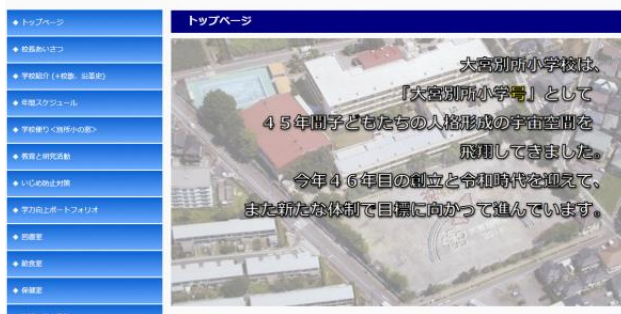 ◆ トップページ
◆ 校長あいさつ
◆ 学校紹介 (+校歌、沿革史)
◆ 年間スケジュール
◆ 学校便り<別所小の窓>
◆ 教育と研究活動
◆ いじめ防止対策
◆ 学力向上ポートフォリオ
◆ 図書室
◆ 給食室
◆ 保健室
トップページ
大宮別所小学校は、
「大宮別所小学号」として
４５年間子どもたちの人格形成の宇宙空間を
飛翔してきました。
今年４６年目の創立と令和時代を迎えて、
また新たな体制で目標に向かって進んでいます。